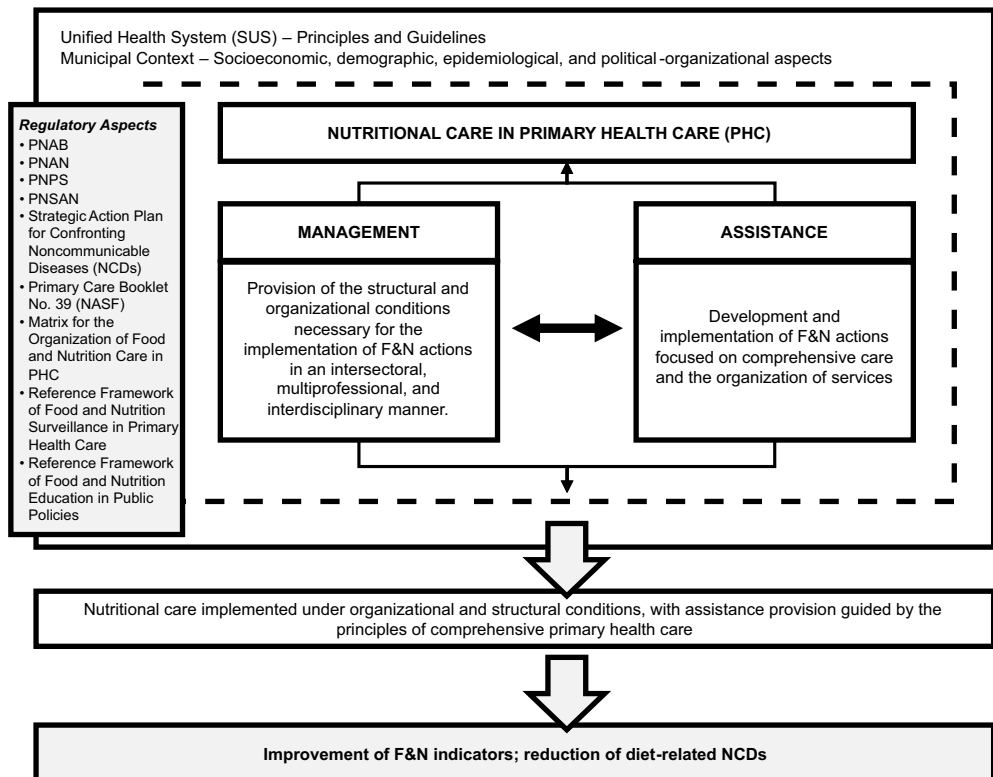 Unified Health System (SUS) – Principles and Guidelines
Municipal Context – Socioeconomic, demographic, epidemiological, and political-organizational aspects
Regulatory Aspects
• PNAB
• PNAN
• PNPS
• PNSAN
• Strategic Action Plan
for Confronting
Noncommunicable
Diseases (NCDs)
• Primary Care Booklet
No. 39 (NASF)
• Matrix for the
Organization of Food
and Nutrition Care in
PHC
• Reference Framework
of Food and Nutrition
Surveillance in Primary
Health Care
• Reference Framework
of Food and Nutrition
Education in Public
Policies
NUTRITIONAL CARE IN PRIMARY HEALTH CARE (PHC)
MANAGEMENT
Provision of the structural and
organizational conditions
necessary for the
implementation of F&N actions
in an intersectoral,
multiprofessional, and
interdisciplinary manner.
ASSISTANCE
Development and
implementation of F&N actions
focused on comprehensive care
and the organization of services
Nutritional care implemented under organizational and structural conditions, with assistance provision guided by the
principles of comprehensive primary health care
Improvement of F&N indicators; reduction of diet-related NCDs